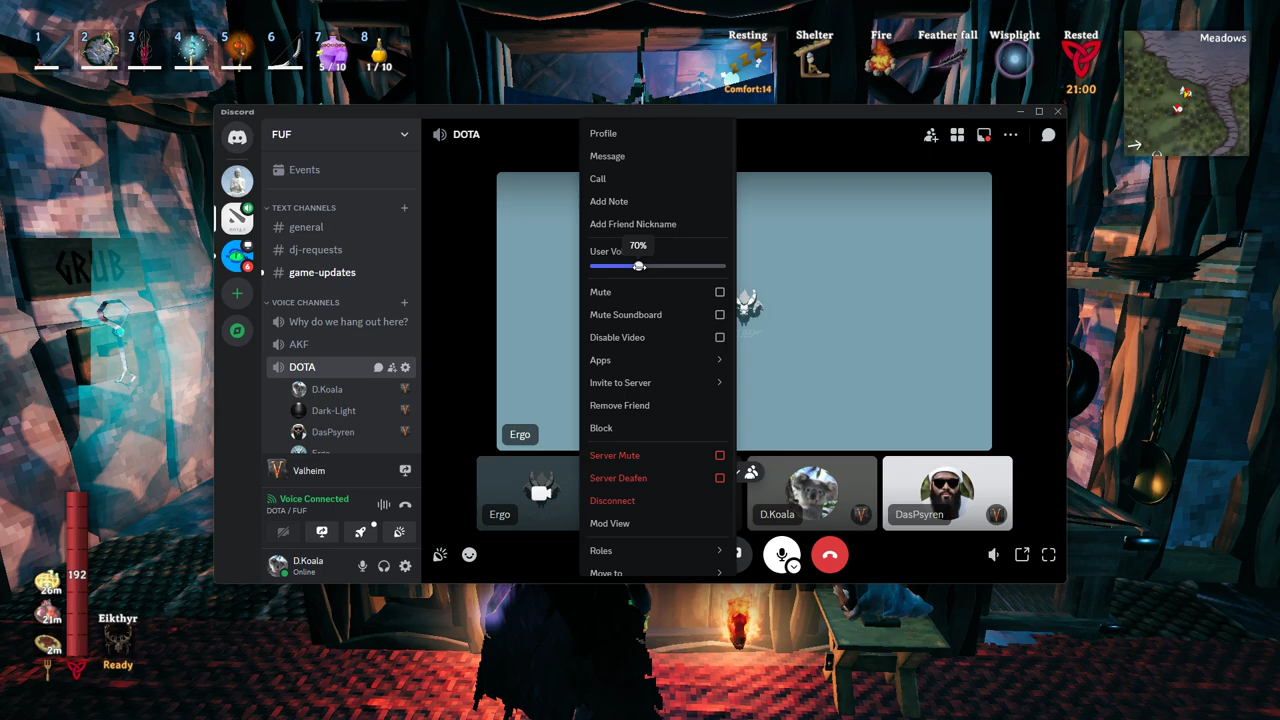 1 2 3 4 5 6 7 8
5 / 10
1 / 10
Resting
Shelter
Fire
Feather fall
Wisplight
Rested
Comfort:14
21:00
Meadows
Discord
FUF
DOTA
Events
TEXT CHANNELS
general
dj-requests
game-updates
VOICE CHANNELS
Why do we hang out here?
AKF
DOTA
D.Koala
Dark-Light
DasPsyren
Valheim
Voice Connected
DOTA / FUF
D.Koala
Online
6
Profile
Message
Call
Add Note
Add Friend Nickname
User Vo
70%
Mute
Mute Soundboard
Disable Video
Apps
Invite to Server
Remove Friend
Block
Server Mute
Server Deafen
Disconnect
Mod View
Roles
Move to
Ergo
Ergo
D.Koala
DasPsyren
GRUB
192
26m
21m
2m
Eikthyr
Ready